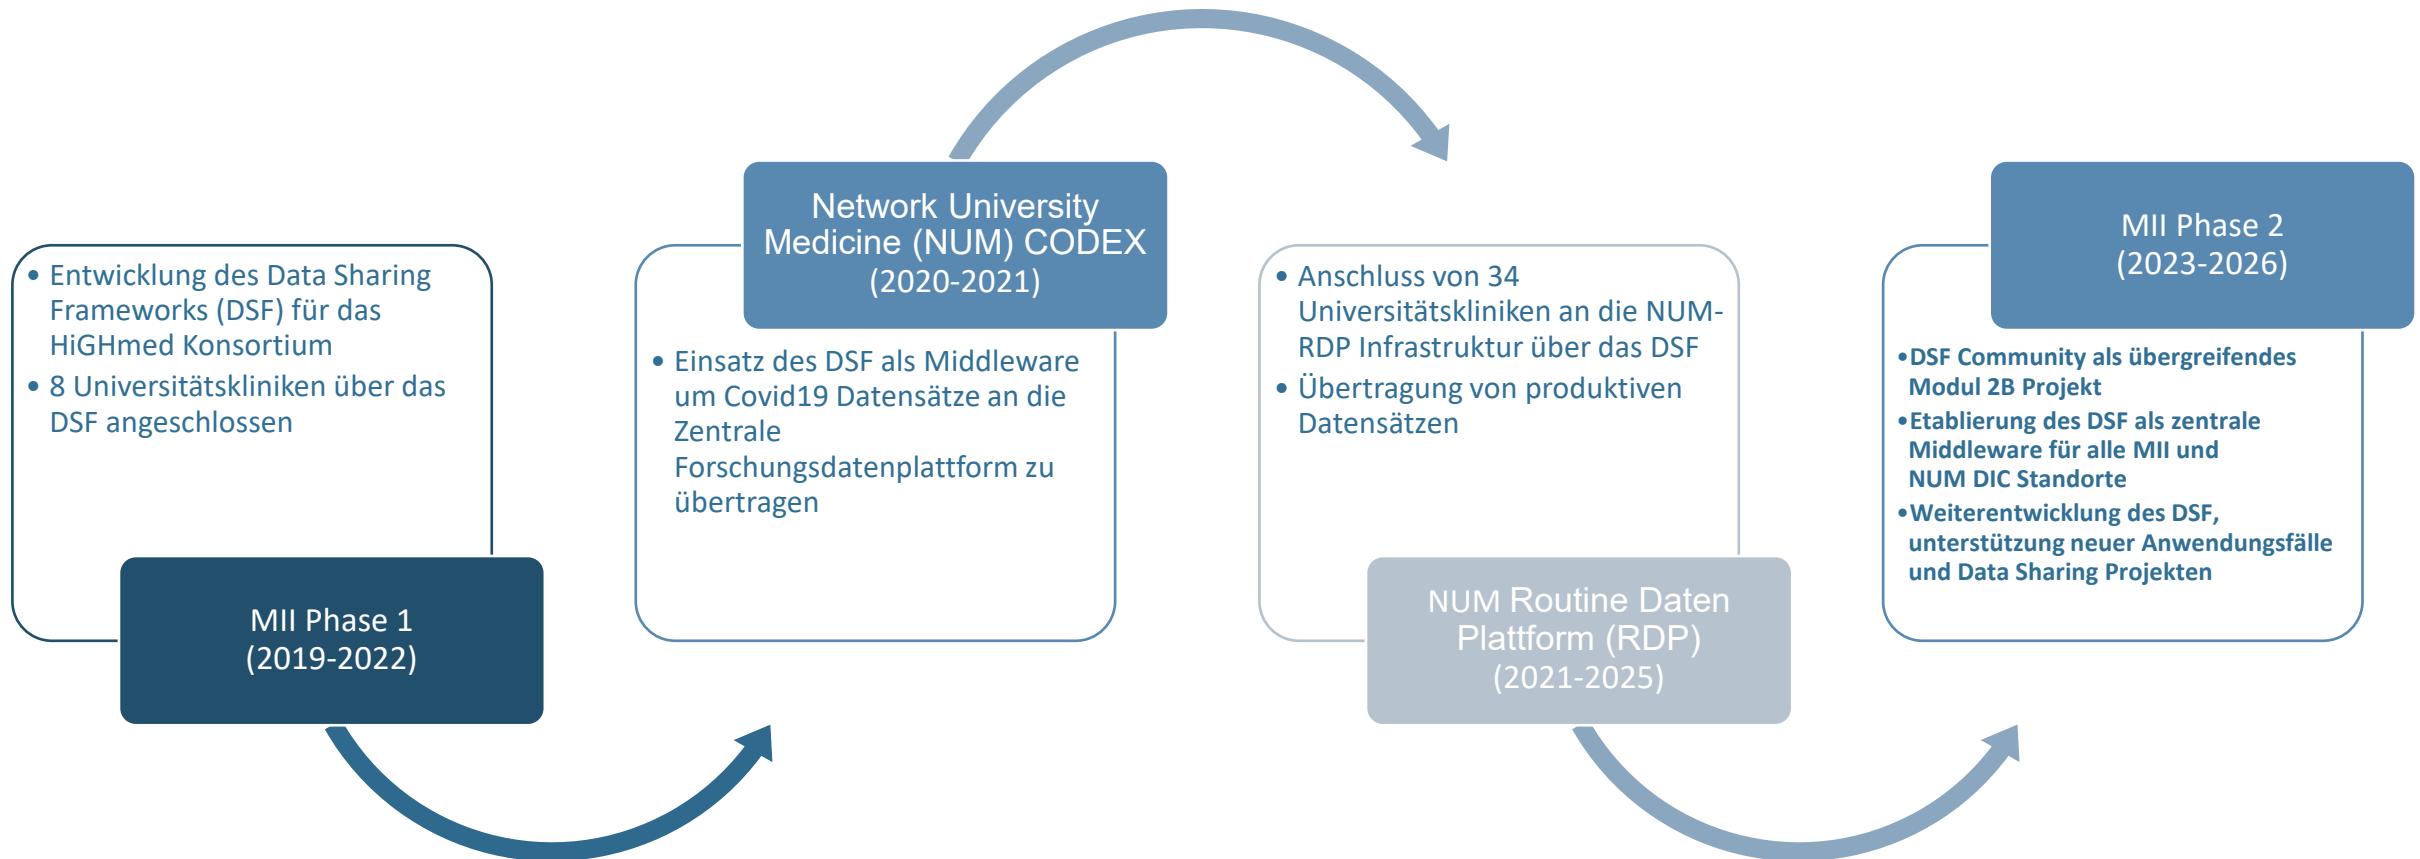 • Entwicklung des Data Sharing
Frameworks (DSF) für das
HiGHmed Konsortium
• 8 Universitätskliniken über das
DSF angeschlossen
MII Phase 1
(2019-2022)
Network University
Medicine (NUM) CODEX
(2020-2021)
• Einsatz des DSF als Middleware
um Covid19 Datensätze an die
Zentrale
Forschungsdatenplattform zu
übertragen
• Anschluss von 34
Universitätskliniken an die NUM-
RDP Infrastruktur über das DSF
• Übertragung von produktiven
Datensätzen
NUM Routine Daten
Plattform (RDP)
(2021-2025)
MII Phase 2
(2023-2026)
•DSF Community als übergreifendes
Modul 2B Projekt
•Etablierung des DSF als zentrale
Middleware für alle MII und
NUM DIC Standorte
•Weiterentwicklung des DSF,
unterstützung neuer Anwendungsfälle
und Data Sharing Projekten